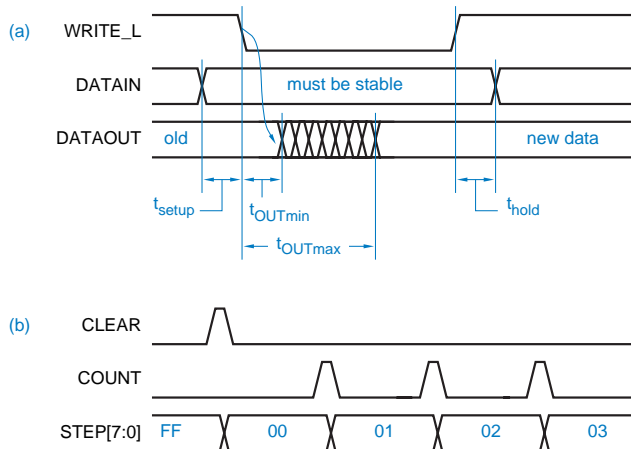 (a) WRITE_L
DATAIN must be stable
DATAOUT old new data
tsetup tOUTmin thold
tOUTmax
(b) CLEAR
COUNT
STEP[7:0] FF 00 01 02 03